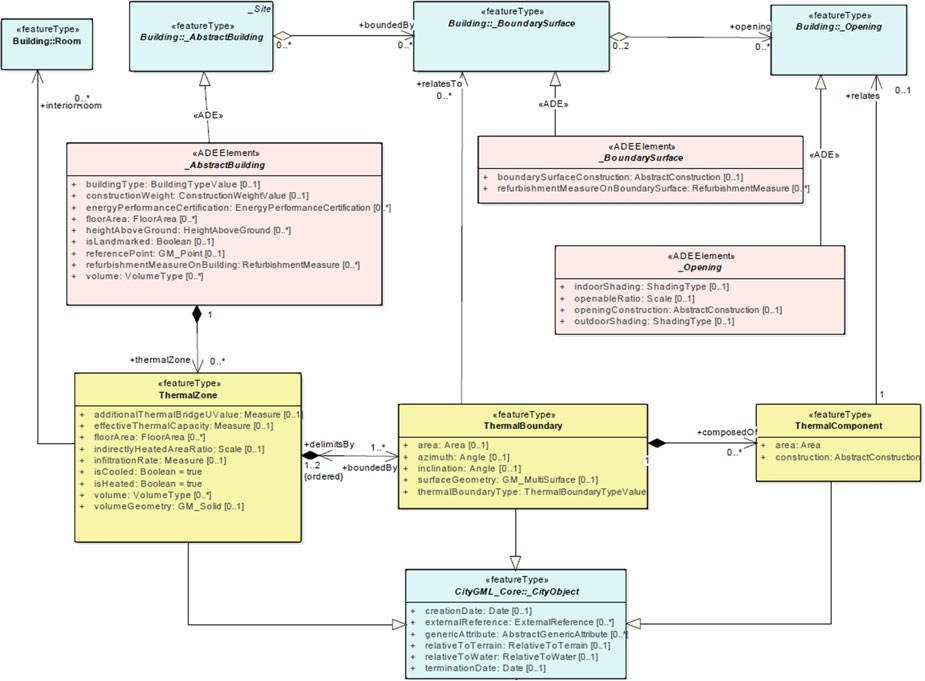 _Site
«featureType»
Building::Room
«featureType»
Building::_AbstractBuilding
+boundedBy
0..*
0..*
«featureType»
Building::_BoundarySurface
+opening
0..2
0..*
«featureType»
Building::_Opening
+interiorRoom
0..*
«ADE»
+relatesTo
0..*
«ADE»
+relates
0..1
«ADE»
«ADEElement»
_AbstractBuilding
+ buildingType: BuildingTypeValue [0..1]
+ constructionWeight: ConstructionWeightValue [0..1]
+ energyPerformanceCertification: EnergyPerformanceCertification [0..*]
+ floorArea: FloorArea [0..*]
+ heightAboveGround: HeightAboveGround [0..*]
+ isLandmarked: Boolean [0..1]
+ referencePoint: GM_Point [0..1]
+ refurbishmentMeasureOnBuilding: RefurbishmentMeasure [0..*]
+ volume: VolumeType [0..*]
«ADEElement»
_BoundarySurface
+ boundarySurfaceConstruction: AbstractConstruction [0..1]
+ refurbishmentMeasureOnBoundarySurface: RefurbishmentMeasure [0..*]
«ADEElement»
_Opening
+ indoorShading: ShadingType [0..1]
+ openableRatio: Scale [0..1]
+ openingConstruction: AbstractConstruction [0..1]
+ outdoorShading: ShadingType [0..1]
1
+thermalZone
0..*
«featureType»
ThermalZone
+ additionalThermalBridgeUValue: Measure [0..1]
+ effectiveThermalCapacity: Measure [0..1]
+ floorArea: FloorArea [0..*]
+ indirectlyHeatedAreaRatio: Scale [0..1]
+ infiltrationRate: Measure [0..1]
+ isCooled: Boolean = true
+ isHeated: Boolean = true
+ volume: VolumeType [0..*]
+ volumeGeometry: GM_Solid [0..1]
+delimitsBy
1..*
1..2
+boundedBy
{ordered}
«featureType»
ThermalBoundary
+ area: Area [0..1]
+ azimuth: Angle [0..1]
+ inclination: Angle [0..1]
+ surfaceGeometry: GM_MultiSurface [0..1]
+ thermalBoundaryType: ThermalBoundaryTypeValue
+composedOf
1
0..*
1
«featureType»
ThermalComponent
+ area: Area
+ construction: AbstractConstruction
«featureType»
CityGML_Core::_CityObject
+ creationDate: Date [0..1]
+ externalReference: ExternalReference [0..*]
+ genericAttribute: AbstractGenericAttribute [0..*]
+ relativeToTerrain: RelativeToTerrain [0..1]
+ relativeToWater: RelativeToWater [0..1]
+ terminationDate: Date [0..1]